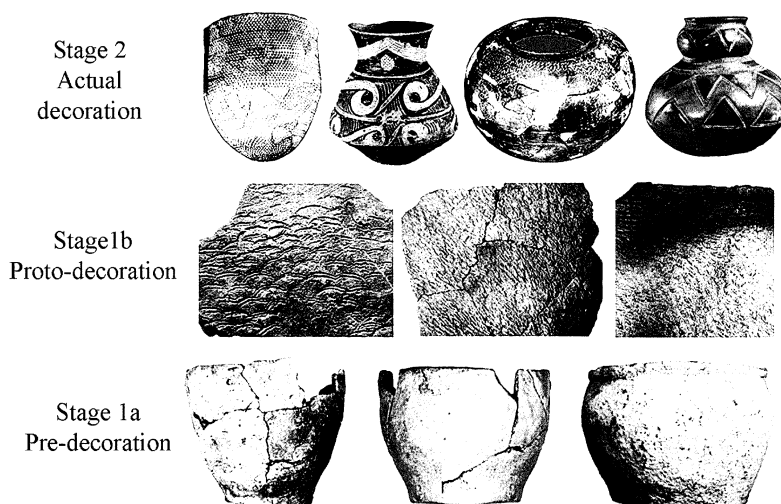 Stage 2
Actual
decoration
Stage1b
Proto-decoration
Stage 1a
Pre-decoration